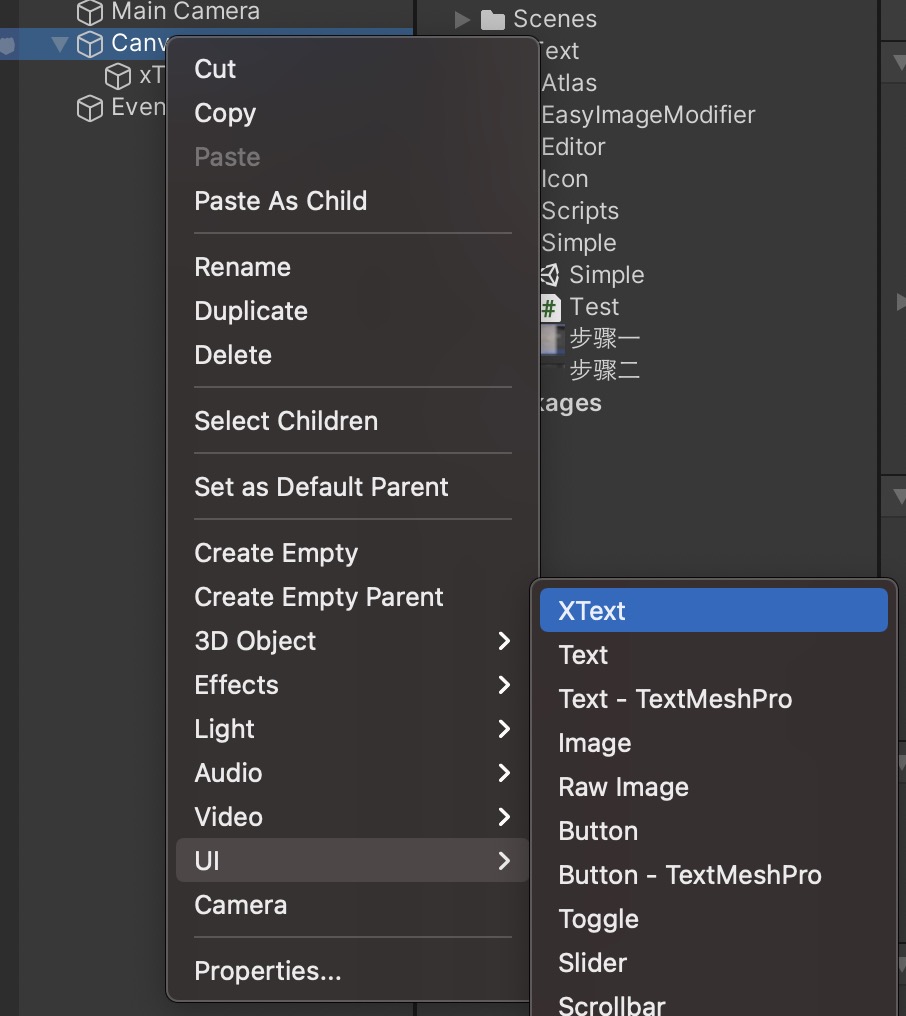 Main Camera
Canv
xT
Even
Cut
Copy
Paste
Paste As Child
Rename
Duplicate
Delete
Select Children
Set as Default Parent
Create Empty
Create Empty Parent
3D Object
Effects
Light
Audio
Video
UI
Camera
Properties...
Scenes
ext
Atlas
EasyImageModifier
Editor
Icon
Scripts
Simple
Simple
# Test
步骤一
步骤二
kages
XText
Text
Text - TextMeshPro
Image
Raw Image
Button
Button - TextMeshPro
Toggle
Slider
Scrollbar